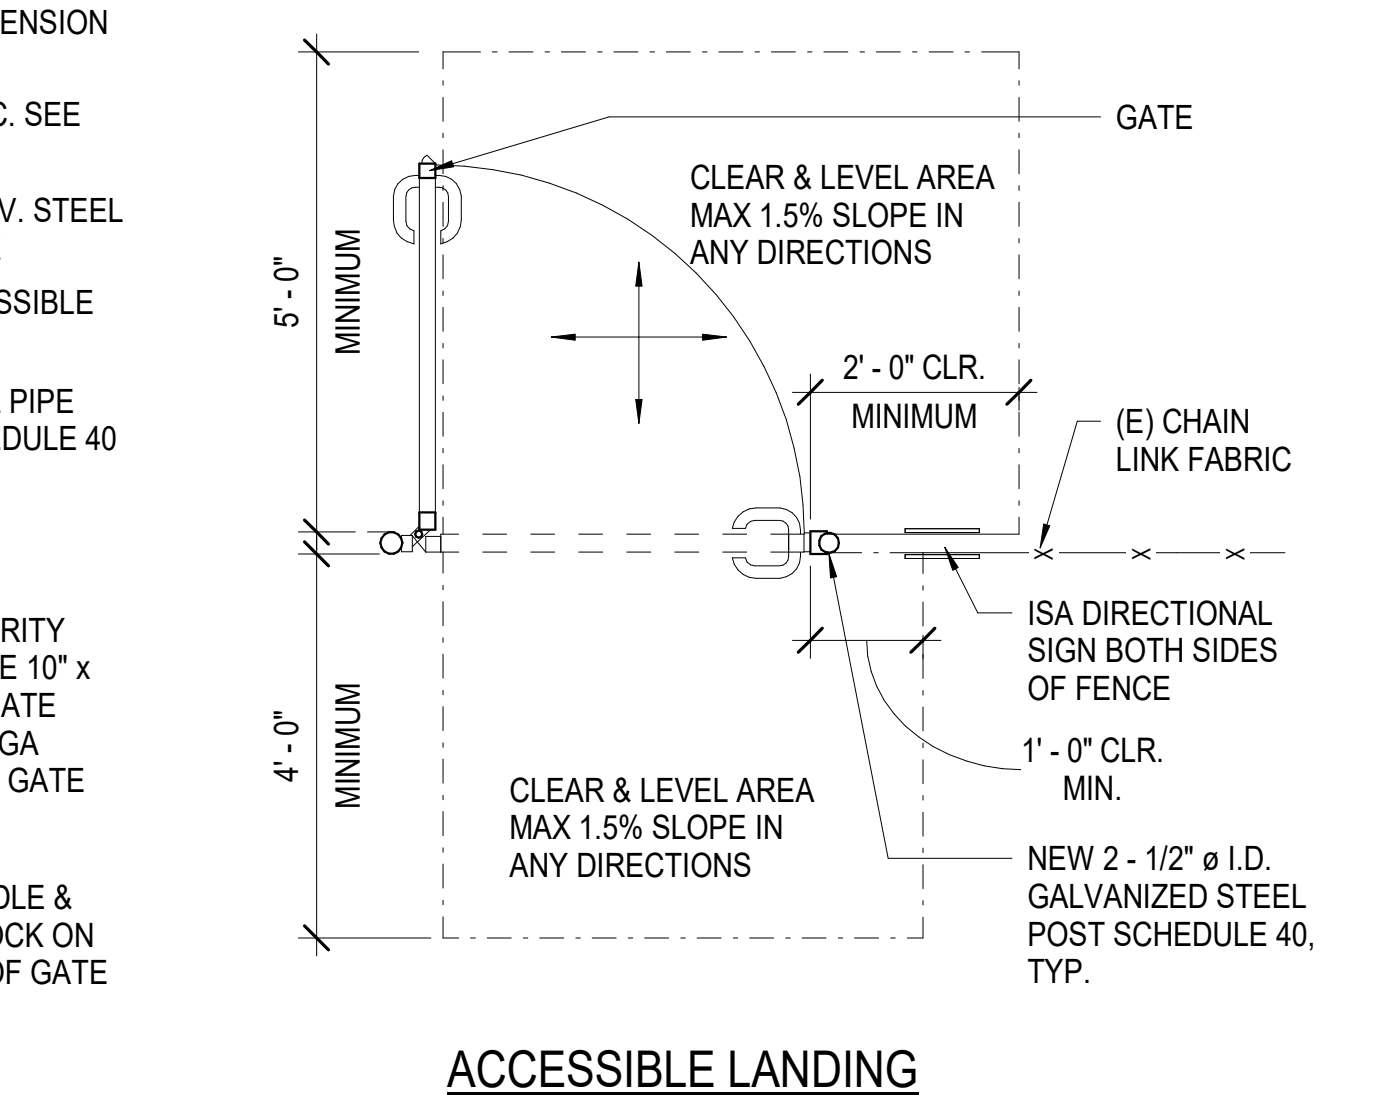 ENSION
C. SEE
V. STEEL
SSIBLE
PIPE
EDULE 40
RITY
E 10" x
ATE
GA
GATE
OLE &
OCK ON
OF GATE
GATE
CLEAR & LEVEL AREA
MAX 1.5% SLOPE IN
ANY DIRECTIONS
5' - 0"
MINIMUM
2' - 0" CLR.
MINIMUM
(E) CHAIN
LINK FABRIC
ISA DIRECTIONAL
SIGN BOTH SIDES
OF FENCE
1' - 0" CLR.
MIN.
4' - 0"
MINIMUM
CLEAR & LEVEL AREA
MAX 1.5% SLOPE IN
ANY DIRECTIONS
NEW 2 - 1/2" ø I.D.
GALVANIZED STEEL
POST SCHEDULE 40,
TYP.
ACCESSIBLE LANDING